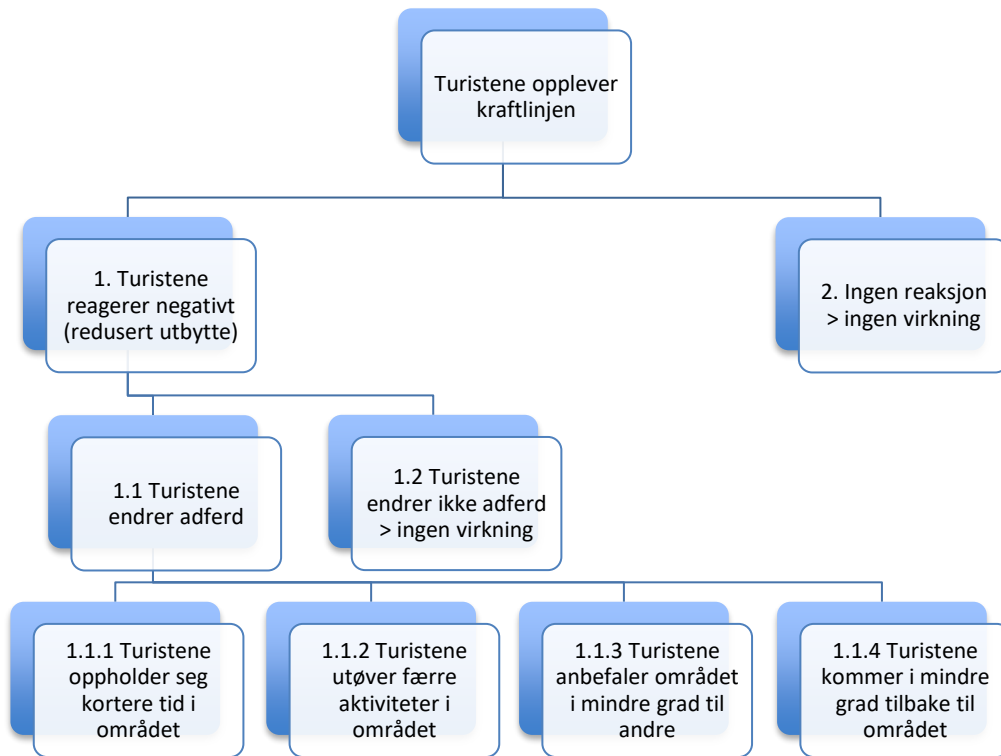 Turistene opplever
kraftlinjen
1. Turistene
reagerer negativt
(redusert utbytte)
2. Ingen reaksjon
> ingen virkning
1.1 Turistene
endrer adferd
1.2 Turistene
endrer ikke adferd
> ingen virkning
1.1.1 Turistene
oppholder seg
kortere tid i
området
1.1.2 Turistene
utøver færre
aktiviteter i
området
1.1.3 Turistene
anbefaler området
i mindre grad til
andre
1.1.4 Turistene
kommer i mindre
grad tilbake til
området